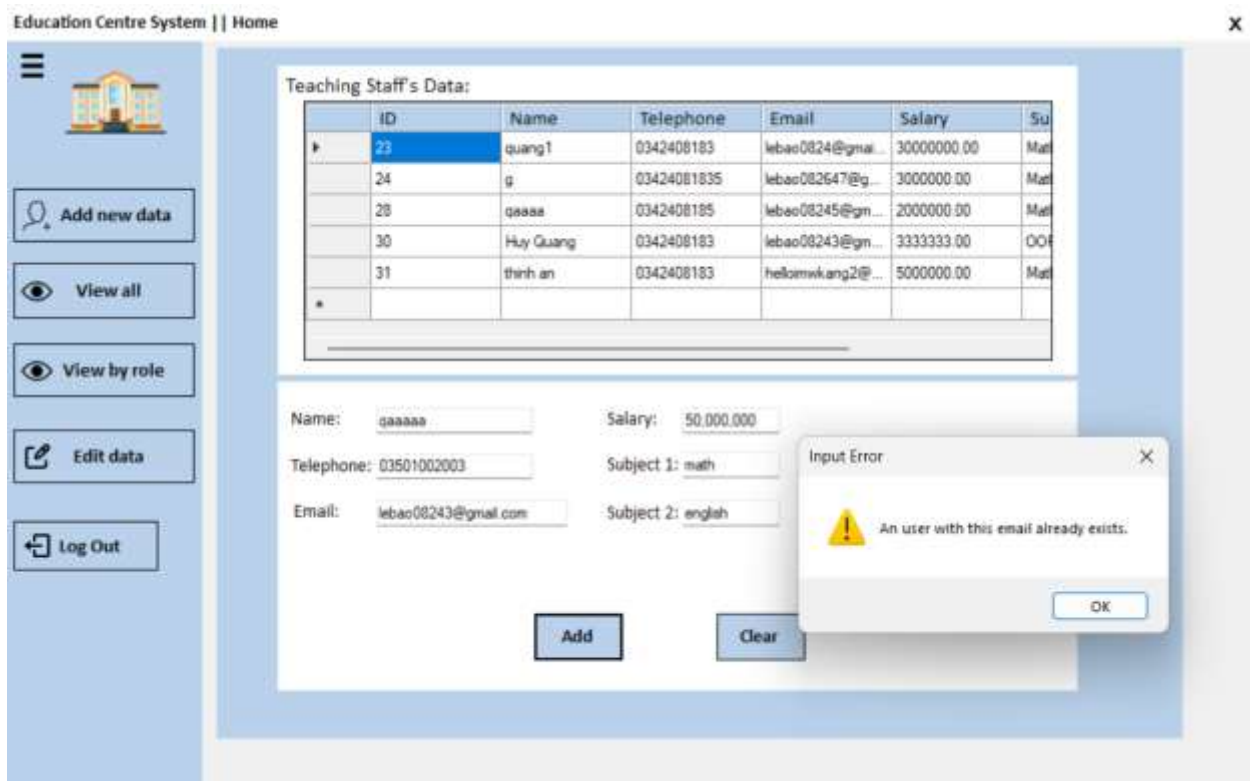 Education Centre System || Home x
Add new data
View all
View by role
Edit data
Log Out
Teaching Staff's Data:
ID Name Telephone Email Salary Su
23 quang1 0342408183 lebao0824@gmai... 30000000.00 Mat
24 g 03424081835 lebao082647@g... 3000000.00 Mat
28 qaaaa 0342408185 lebao08245@gm... 2000000.00 Mat
30 Huy Quang 0342408183 lebao08243@gm... 3333333.00 OOP
31 thinh an 0342408183 helloimwkang2@... 5000000.00 Mat
Name: qaaaaa Salary: 50,000,000
Telephone: 03501002003 Subject 1: math
Email: lebao08243@gmail.com Subject 2: english
Add Clear
Input Error
An user with this email already exists.
OK